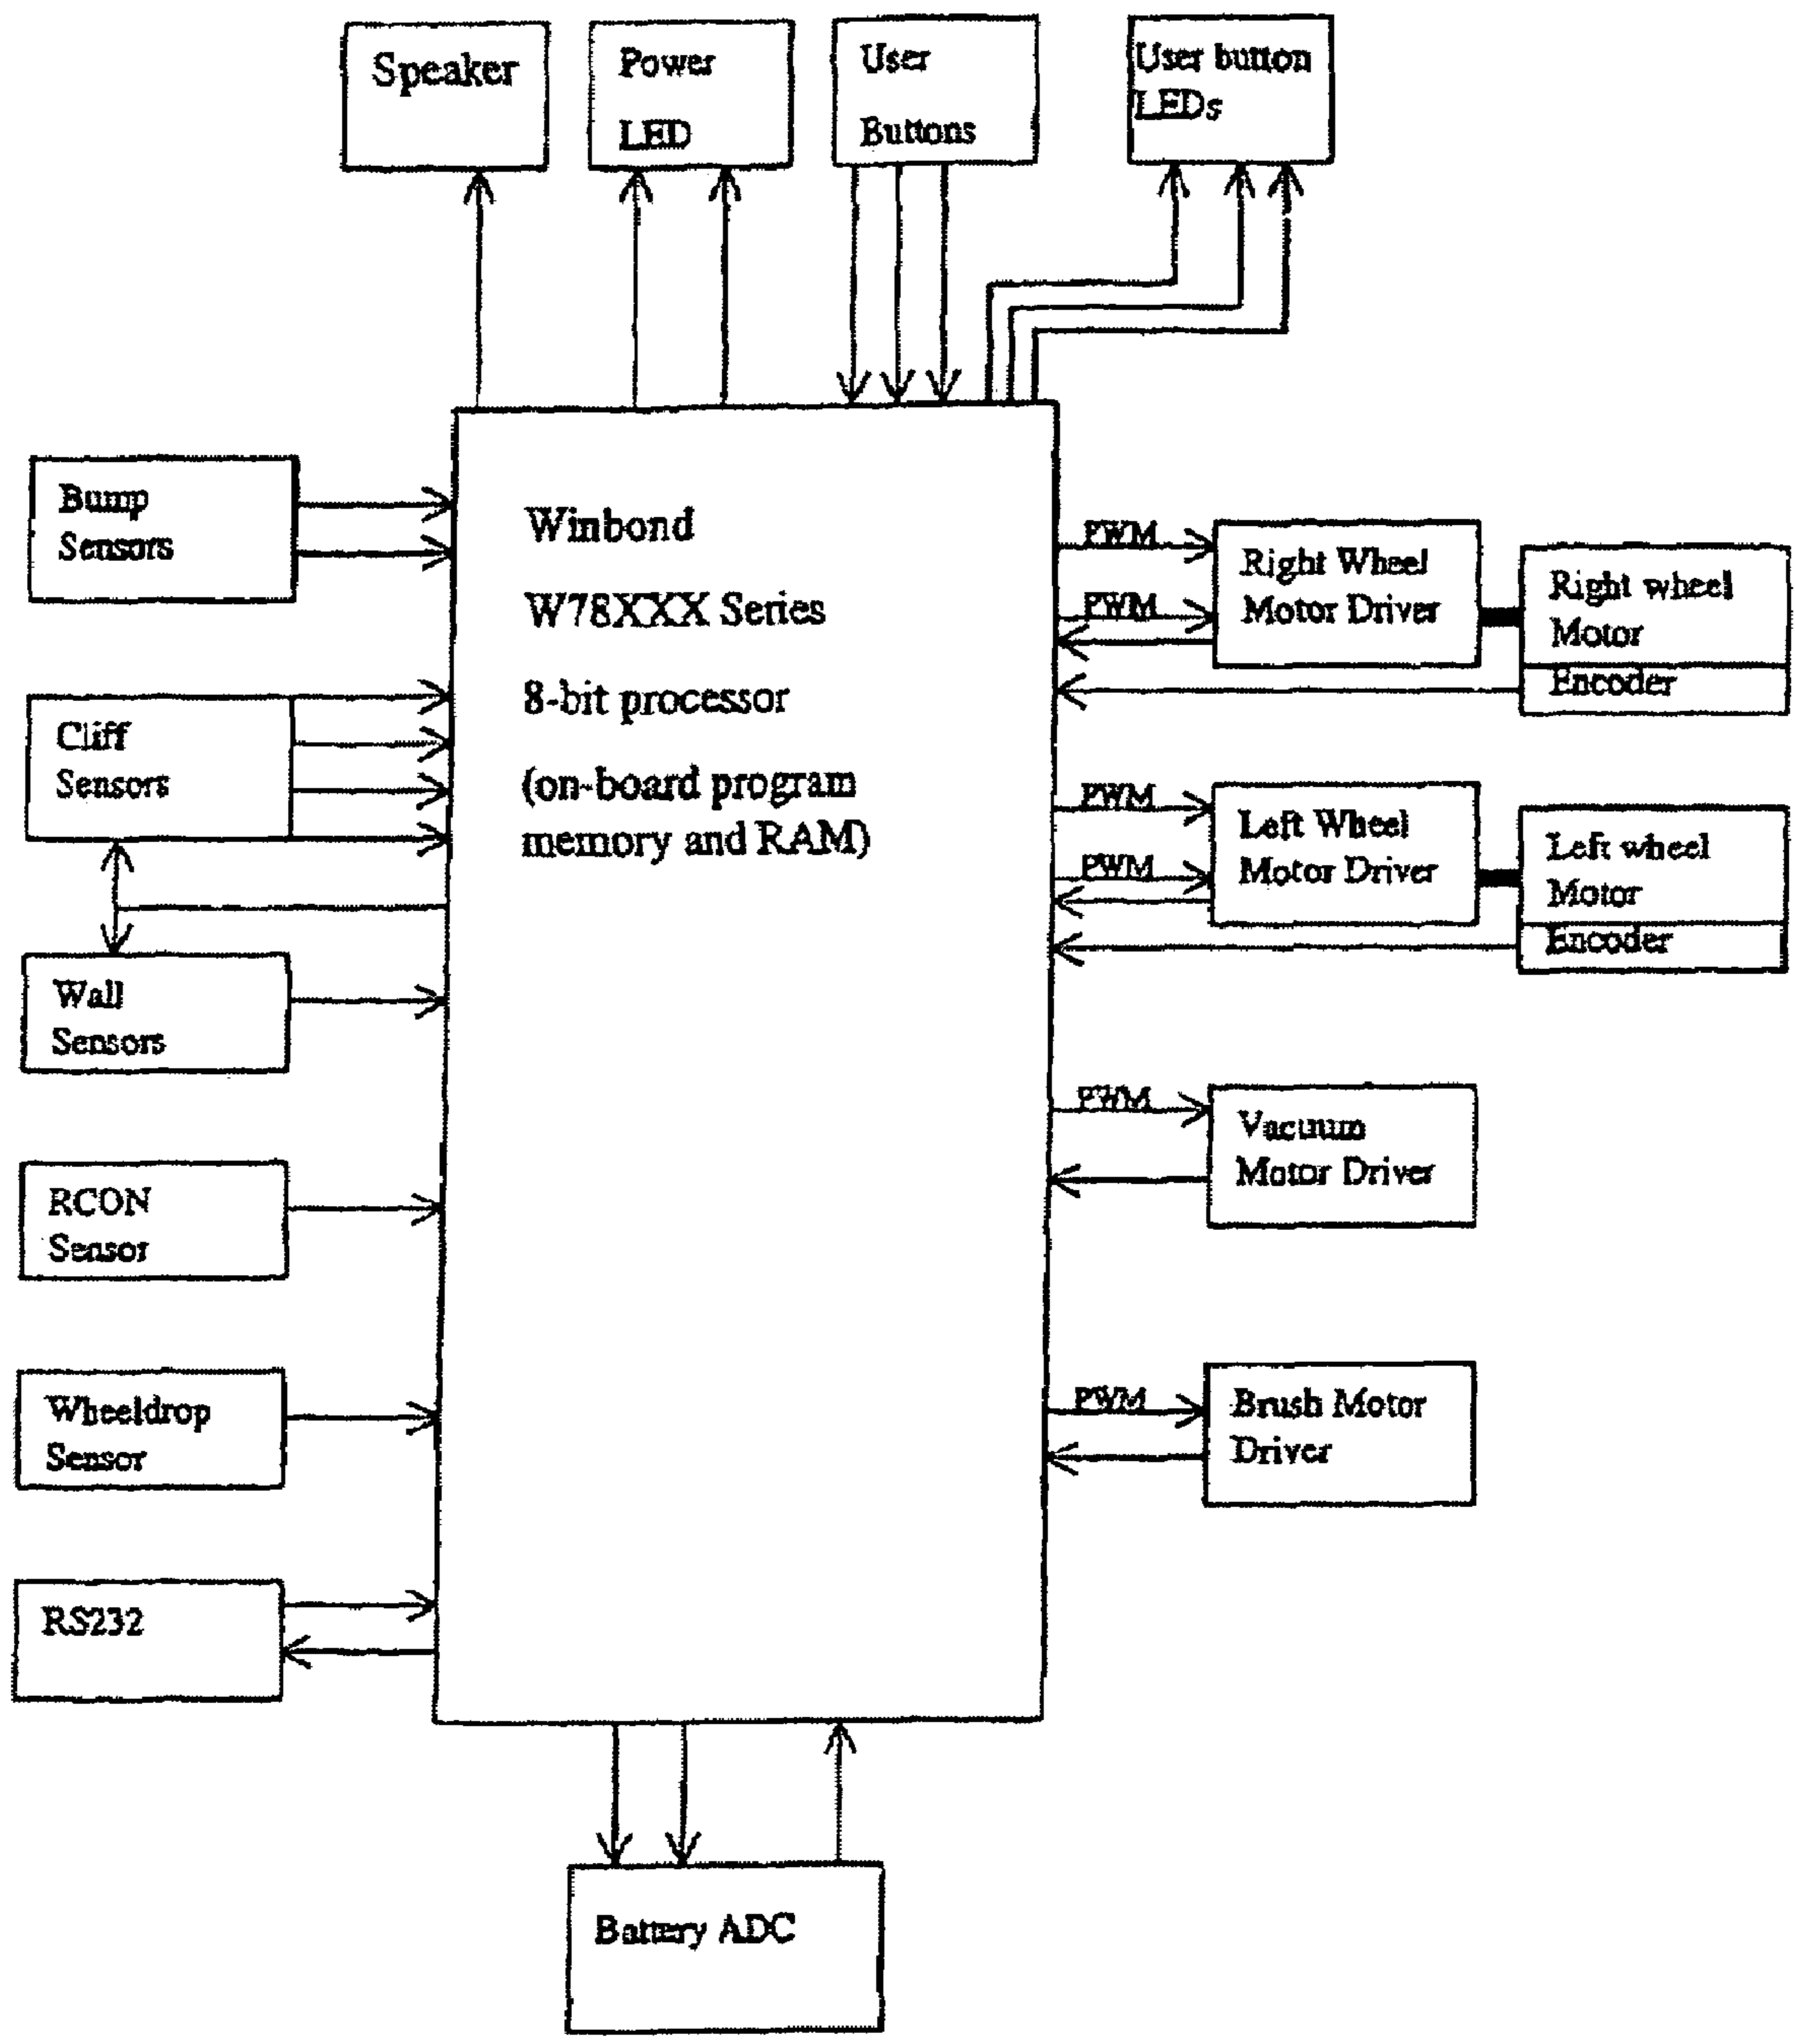 Speaker
Power
LED
User
Buttons
User button
LEDs
Bump
Sensors
Cliff
Sensors
Wall
Sensors
RCON
Sensor
Wheeldrop
Sensor
RS232
Winbond
W78XXX Series
8-bit processor
(on-board program
memory and RAM)
PWM
PWM
Right Wheel
Motor Driver
Right wheel
Motor
Encoder
PWM
PWM
Left Wheel
Motor Driver
Left wheel
Motor
Encoder
PWM
Vacuum
Motor Driver
PWM
Brush Motor
Driver
Battery ADC